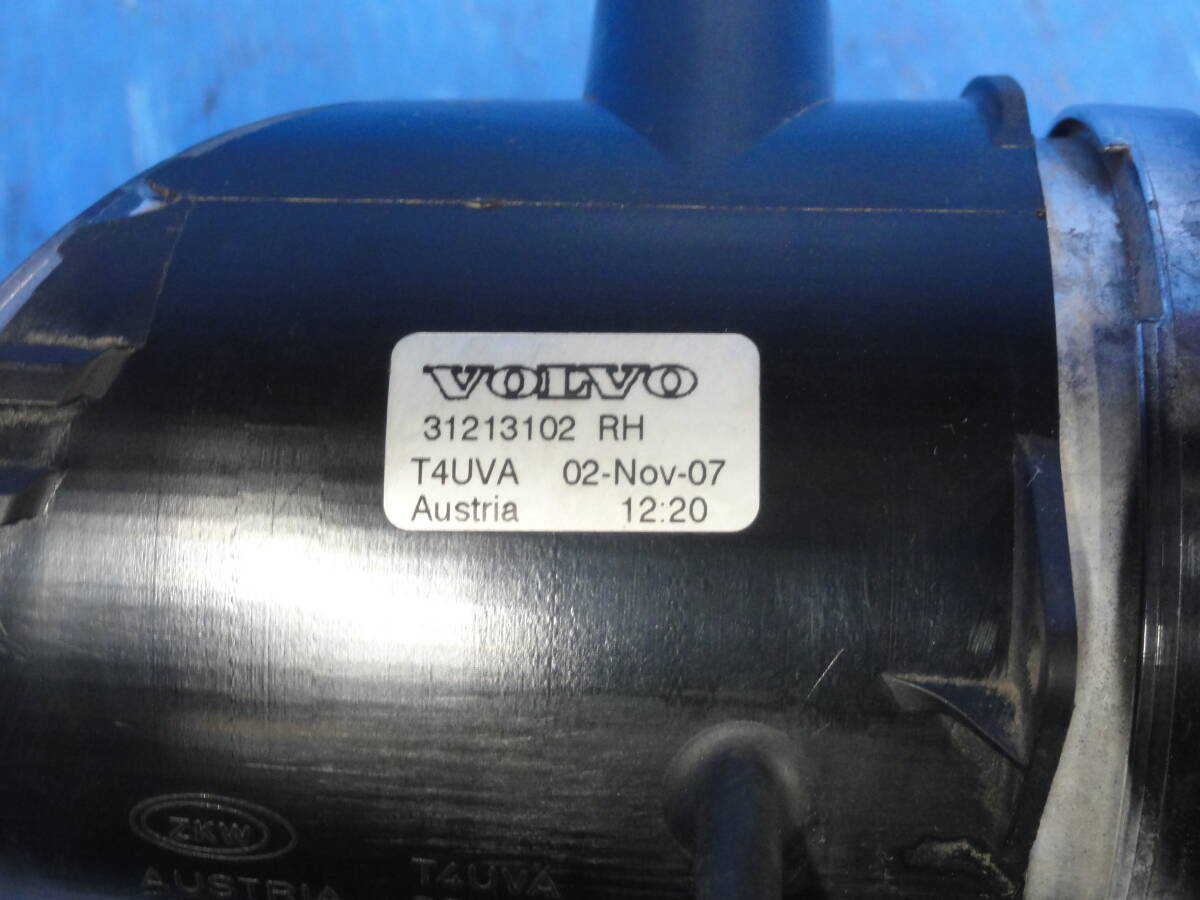 VOLVO
31213102 RH
T4UVA 02-Nov-07
Austria 12:20
ZKW
AUSTRIA T4UVA